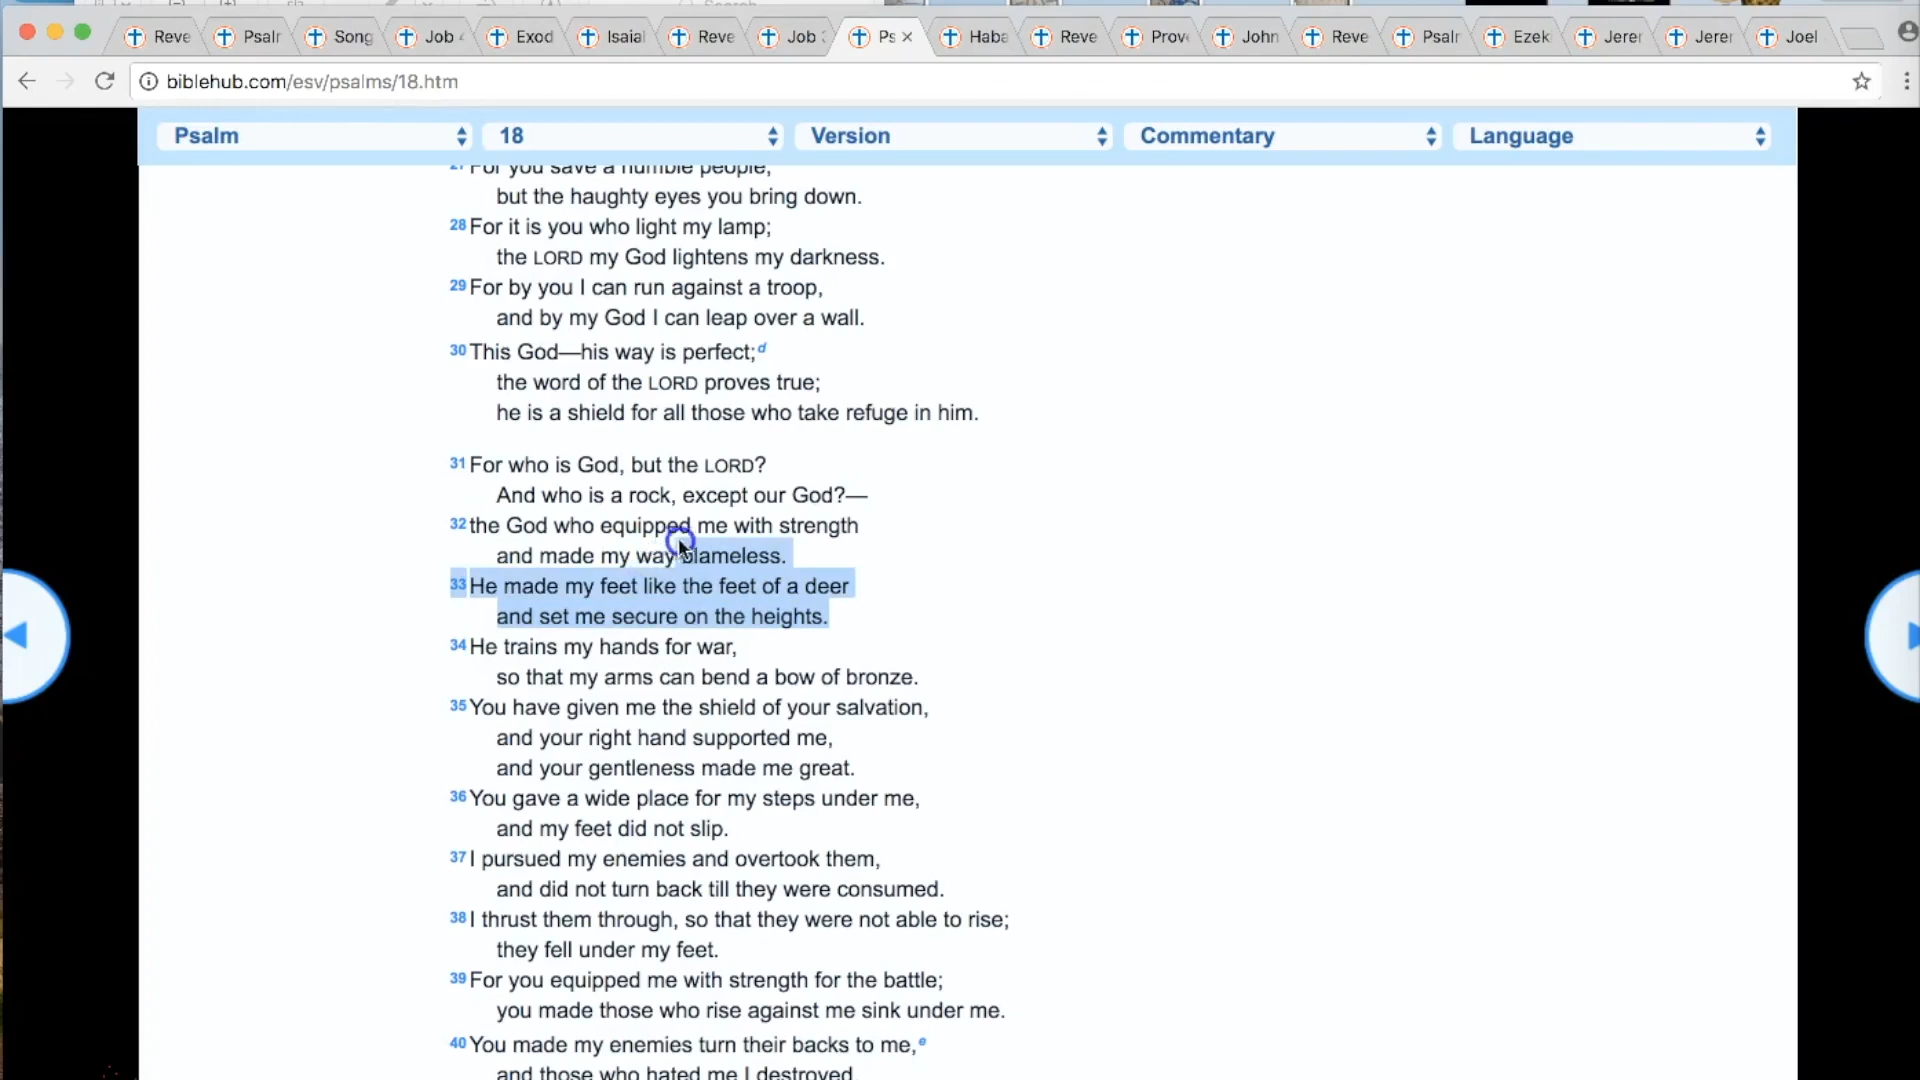 Search
Reve
Psalr
Song
Job
Exod
Isaial
Reve
Job
Ps
Haba
Reve
Prov
John
Reve
Psalr
Ezek
Jerer
Jerer
Joel
biblehub.com/esv/psalms/18.htm
Psalm
18
Version
Commentary
Language
27 For you save a humble people,
but the haughty eyes you bring down.
28 For it is you who light my lamp;
the LORD my God lightens my darkness.
29 For by you I can run against a troop,
and by my God I can leap over a wall.
30 This God—his way is perfect;d
the word of the LORD proves true;
he is a shield for all those who take refuge in him.
31 For who is God, but the LORD?
And who is a rock, except our God?—
32 the God who equipped me with strength
and made my way blameless.
33 He made my feet like the feet of a deer
and set me secure on the heights.
34 He trains my hands for war,
so that my arms can bend a bow of bronze.
35 You have given me the shield of your salvation,
and your right hand supported me,
and your gentleness made me great.
36 You gave a wide place for my steps under me,
and my feet did not slip.
37 I pursued my enemies and overtook them,
and did not turn back till they were consumed.
38 I thrust them through, so that they were not able to rise;
they fell under my feet.
39 For you equipped me with strength for the battle;
you made those who rise against me sink under me.
40 You made my enemies turn their backs to me,e
and those who hated me I destroyed.